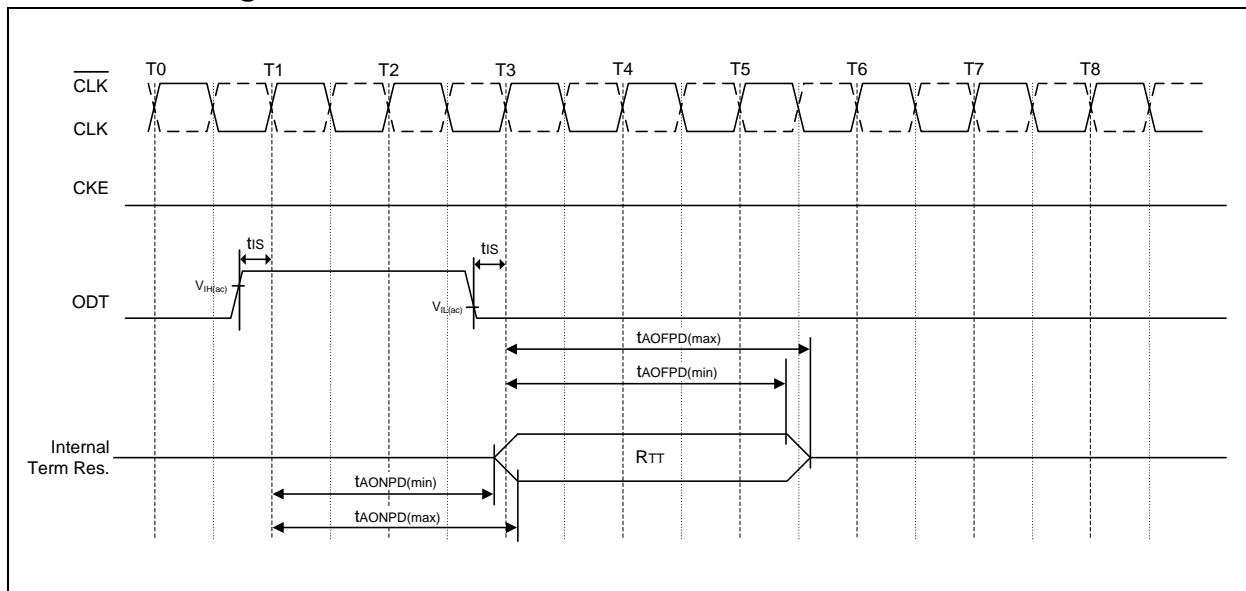 T0 T1 T2 T3 T4 T5 T6 T7 T8
CLK
CLK
CKE
tIS tIS
VIH(ac)
ODT
VIL(ac)
tAOFPD(max)
tAOFPD(min)
Internal
Term Res.
RTT
tAONPD(min)
tAONPD(max)